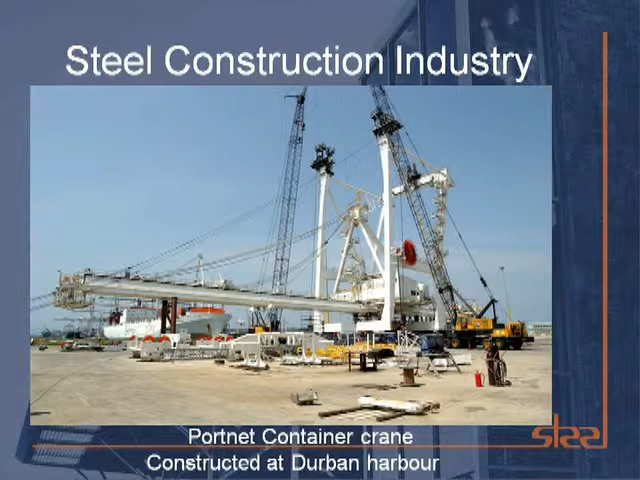 Steel Construction Industry
Portnet Container crane
Constructed at Durban harbour